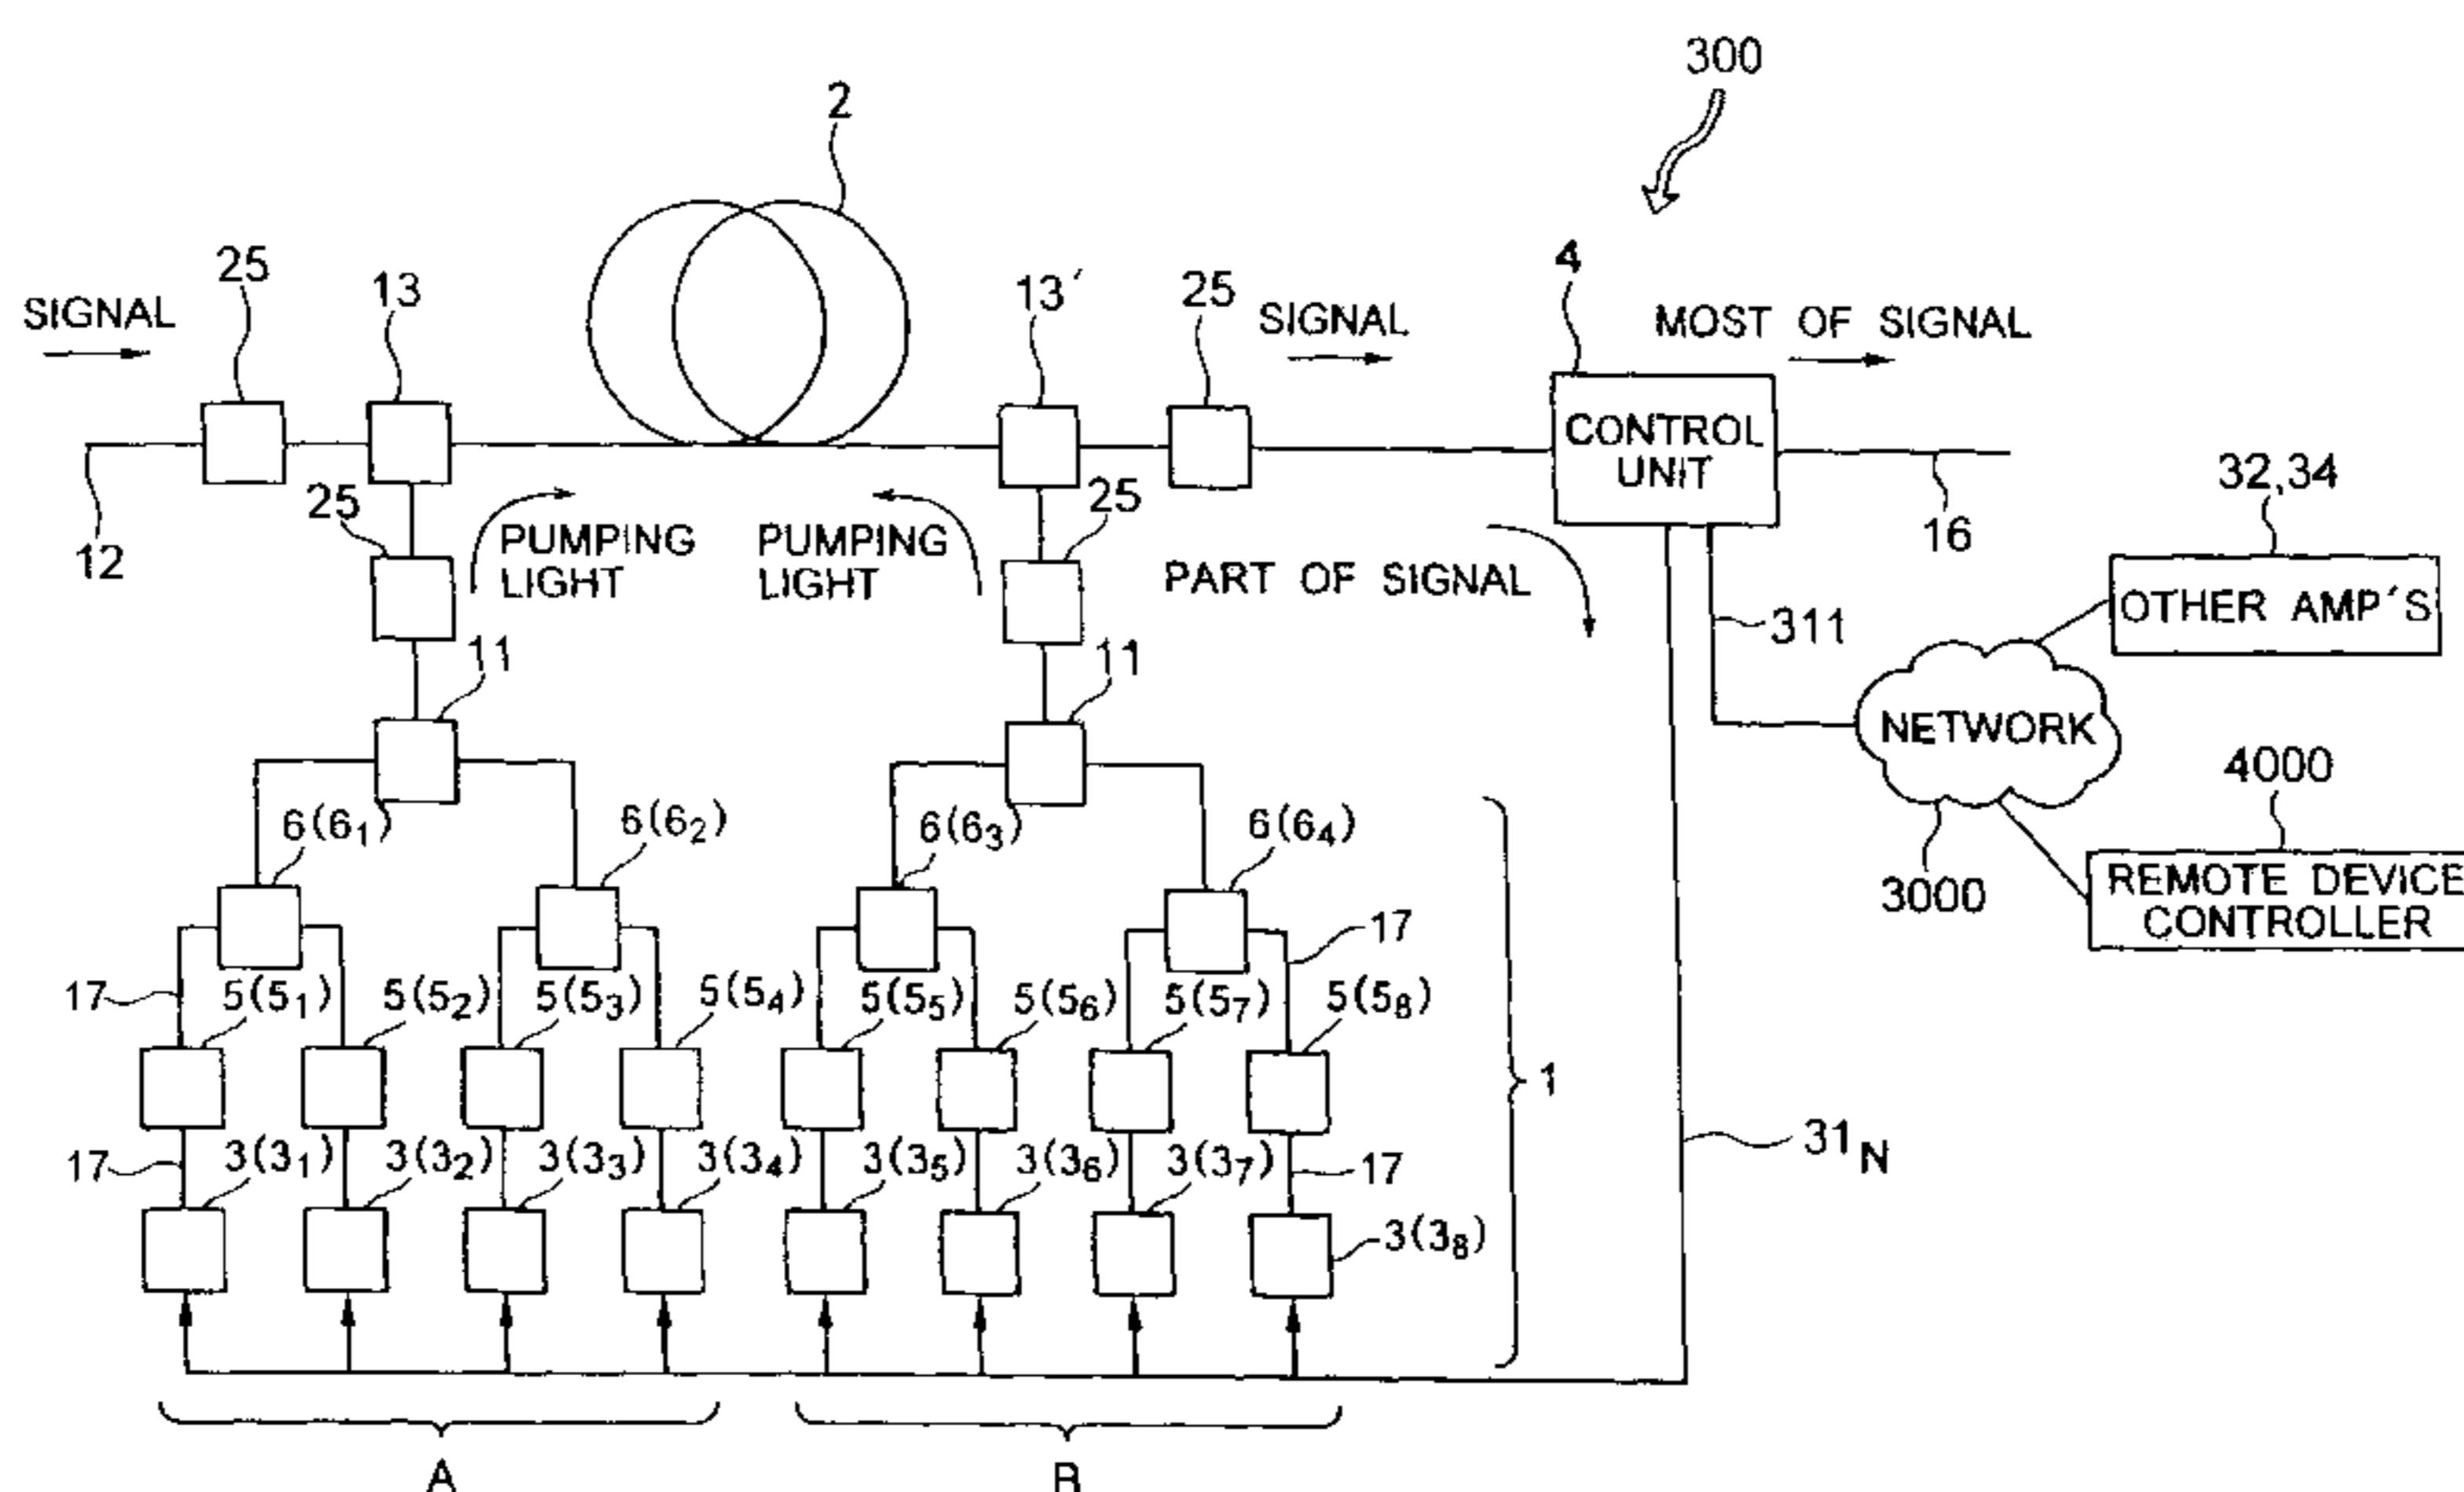 300
2
25
13
13´
25
4
SIGNAL
SIGNAL
MOST OF SIGNAL
CONTROL
UNIT
12
25
PUMPING
LIGHT
PUMPING
LIGHT
25
PART OF SIGNAL
16
32,34
OTHER AMP´S
311
11
11
NETWORK
4000
3000
REMOTE DEVICE
CONTROLLER
6(6₁)
6(6₂)
6(6₃)
6(6₄)
17
17
5(5₁)
5(5₂)
5(5₃)
5(5₄)
5(5₅)
5(5₆)
5(5₇)
5(5₈)
1
17
3(3₁)
3(3₂)
3(3₃)
3(3₄)
3(3₅)
3(3₆)
3(3₇)
17
31N
3(3₈)
A
B